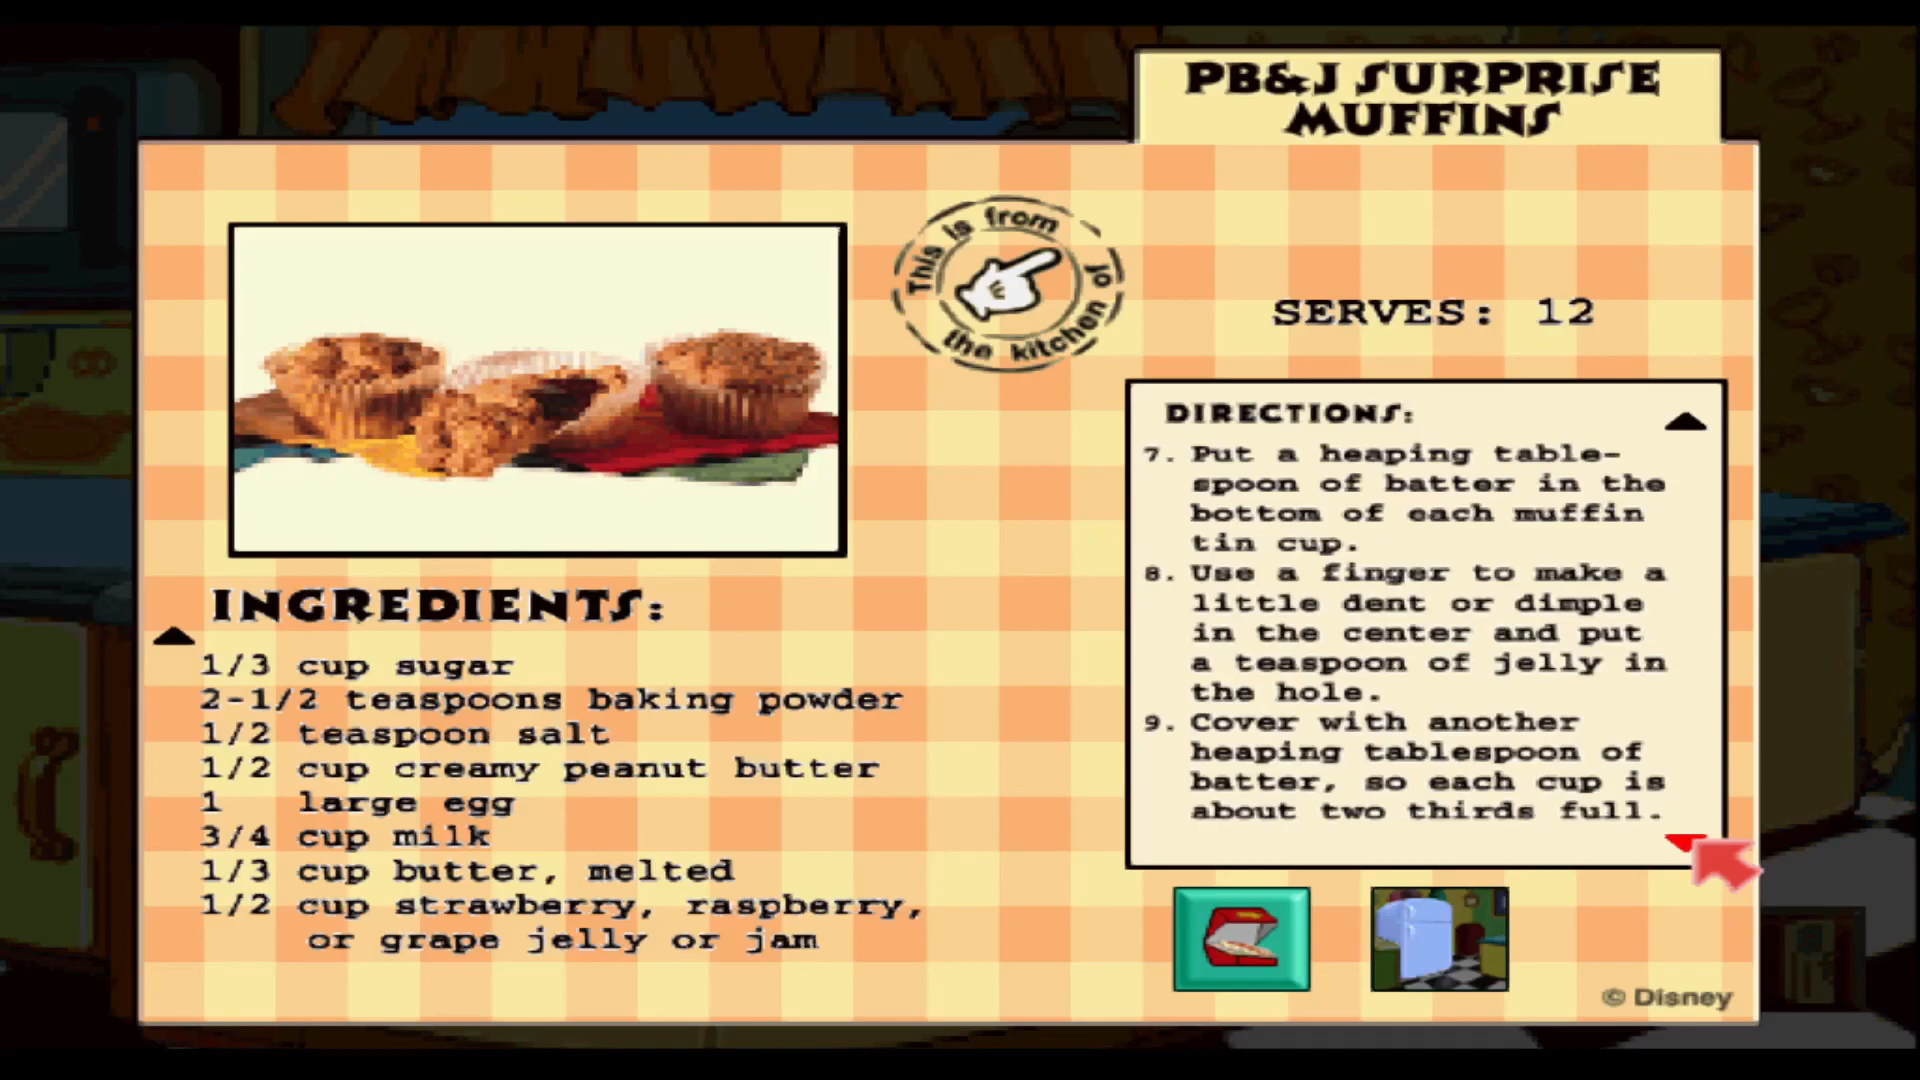 PB&J SURPRISE
MUFFINS
This is from
the kitchen of
SERVES: 12
INGREDIENTS:
1/3 cup sugar
2-1/2 teaspoons baking powder
1/2 teaspoon salt
1/2 cup creamy peanut butter
1 large egg
3/4 cup milk
1/3 cup butter, melted
1/2 cup strawberry, raspberry,
or grape jelly or jam
DIRECTIONS:
7. Put a heaping table-
spoon of batter in the
bottom of each muffin
tin cup.
8. Use a finger to make a
little dent or dimple
in the center and put
a teaspoon of jelly in
the hole.
9. Cover with another
heaping tablespoon of
batter, so each cup is
about two thirds full.
© Disney